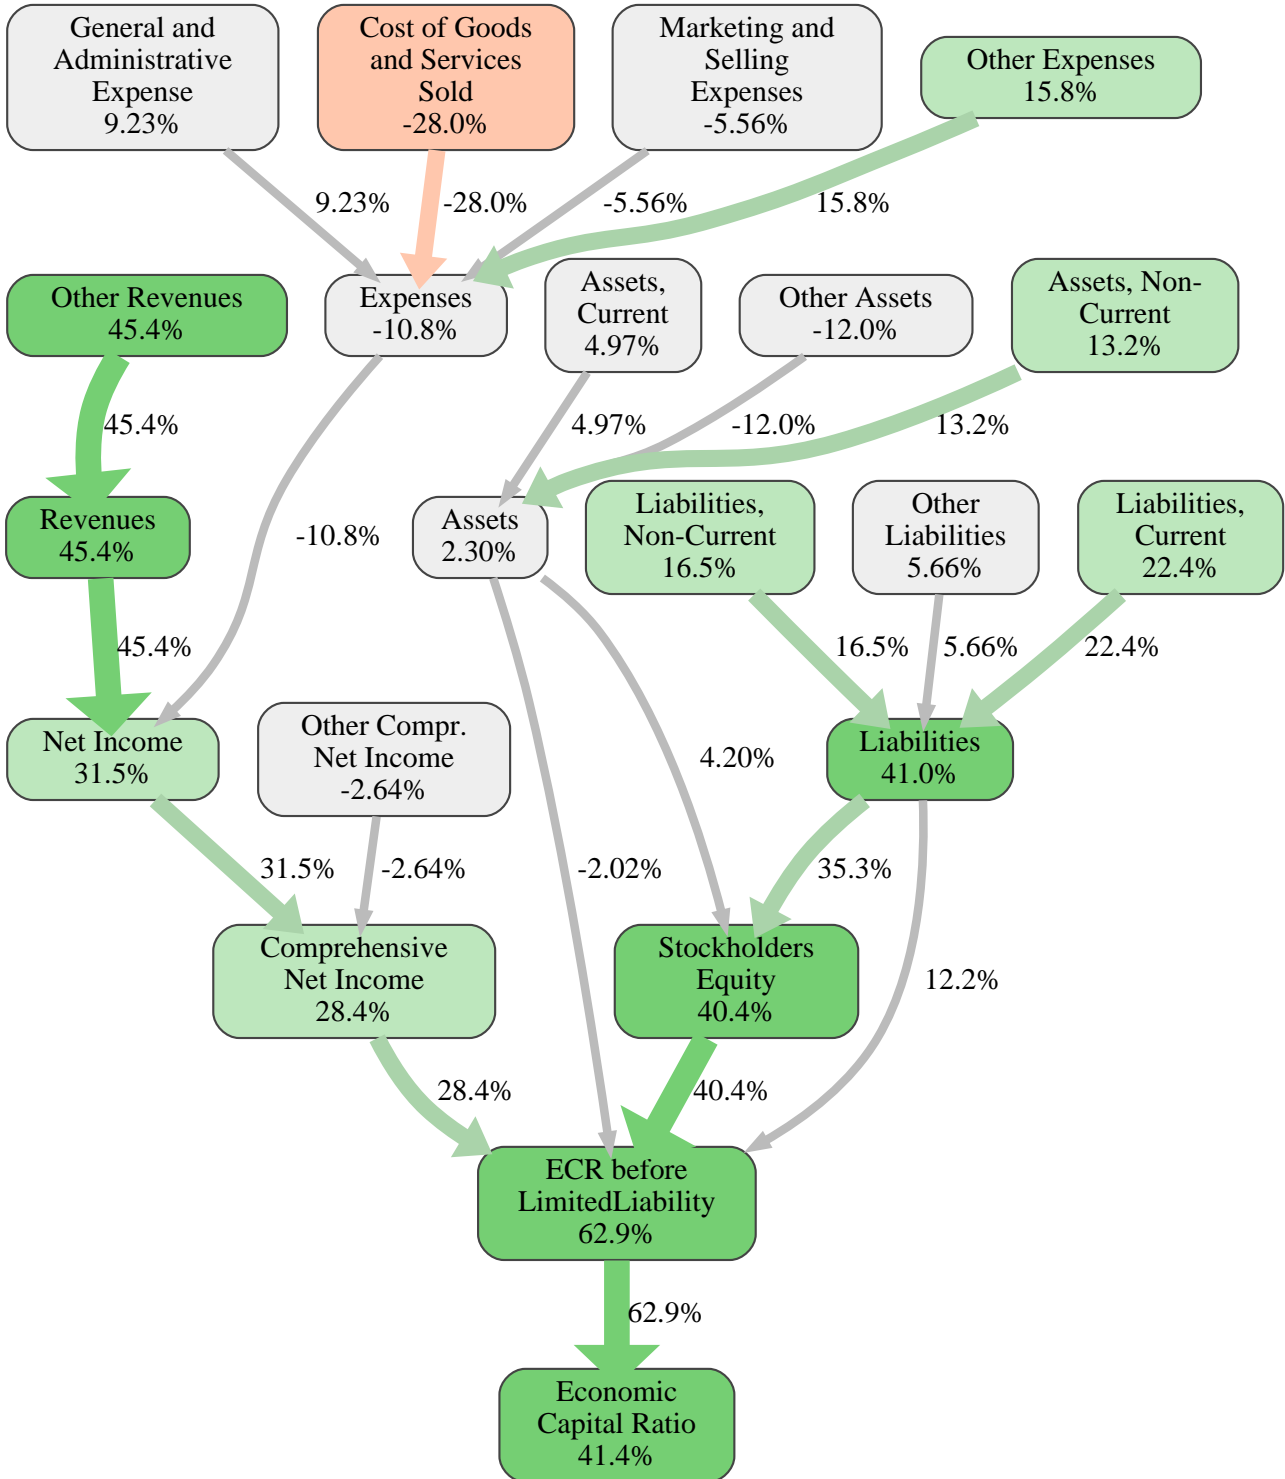 General and
Administrative
Expense
9.23%
Cost of Goods
and Services
Sold
-28.0%
Marketing and
Selling
Expenses
-5.56%
Other Expenses
15.8%
9.23%
-28.0%
-5.56%
15.8%
Other Revenues
45.4%
Expenses
-10.8%
Assets,
Current
4.97%
Other Assets
-12.0%
Assets, Non-
Current
13.2%
45.4%
4.97%
-12.0%
13.2%
Revenues
45.4%
-10.8%
Assets
2.30%
Liabilities,
Non-Current
16.5%
Other
Liabilities
5.66%
Liabilities,
Current
22.4%
45.4%
16.5%
5.66%
22.4%
Net Income
31.5%
Other Compr.
Net Income
-2.64%
4.20%
Liabilities
41.0%
31.5%
-2.64%
-2.02%
35.3%
Comprehensive
Net Income
28.4%
Stockholders
Equity
40.4%
12.2%
28.4%
40.4%
ECR before
LimitedLiability
62.9%
62.9%
Economic
Capital Ratio
41.4%